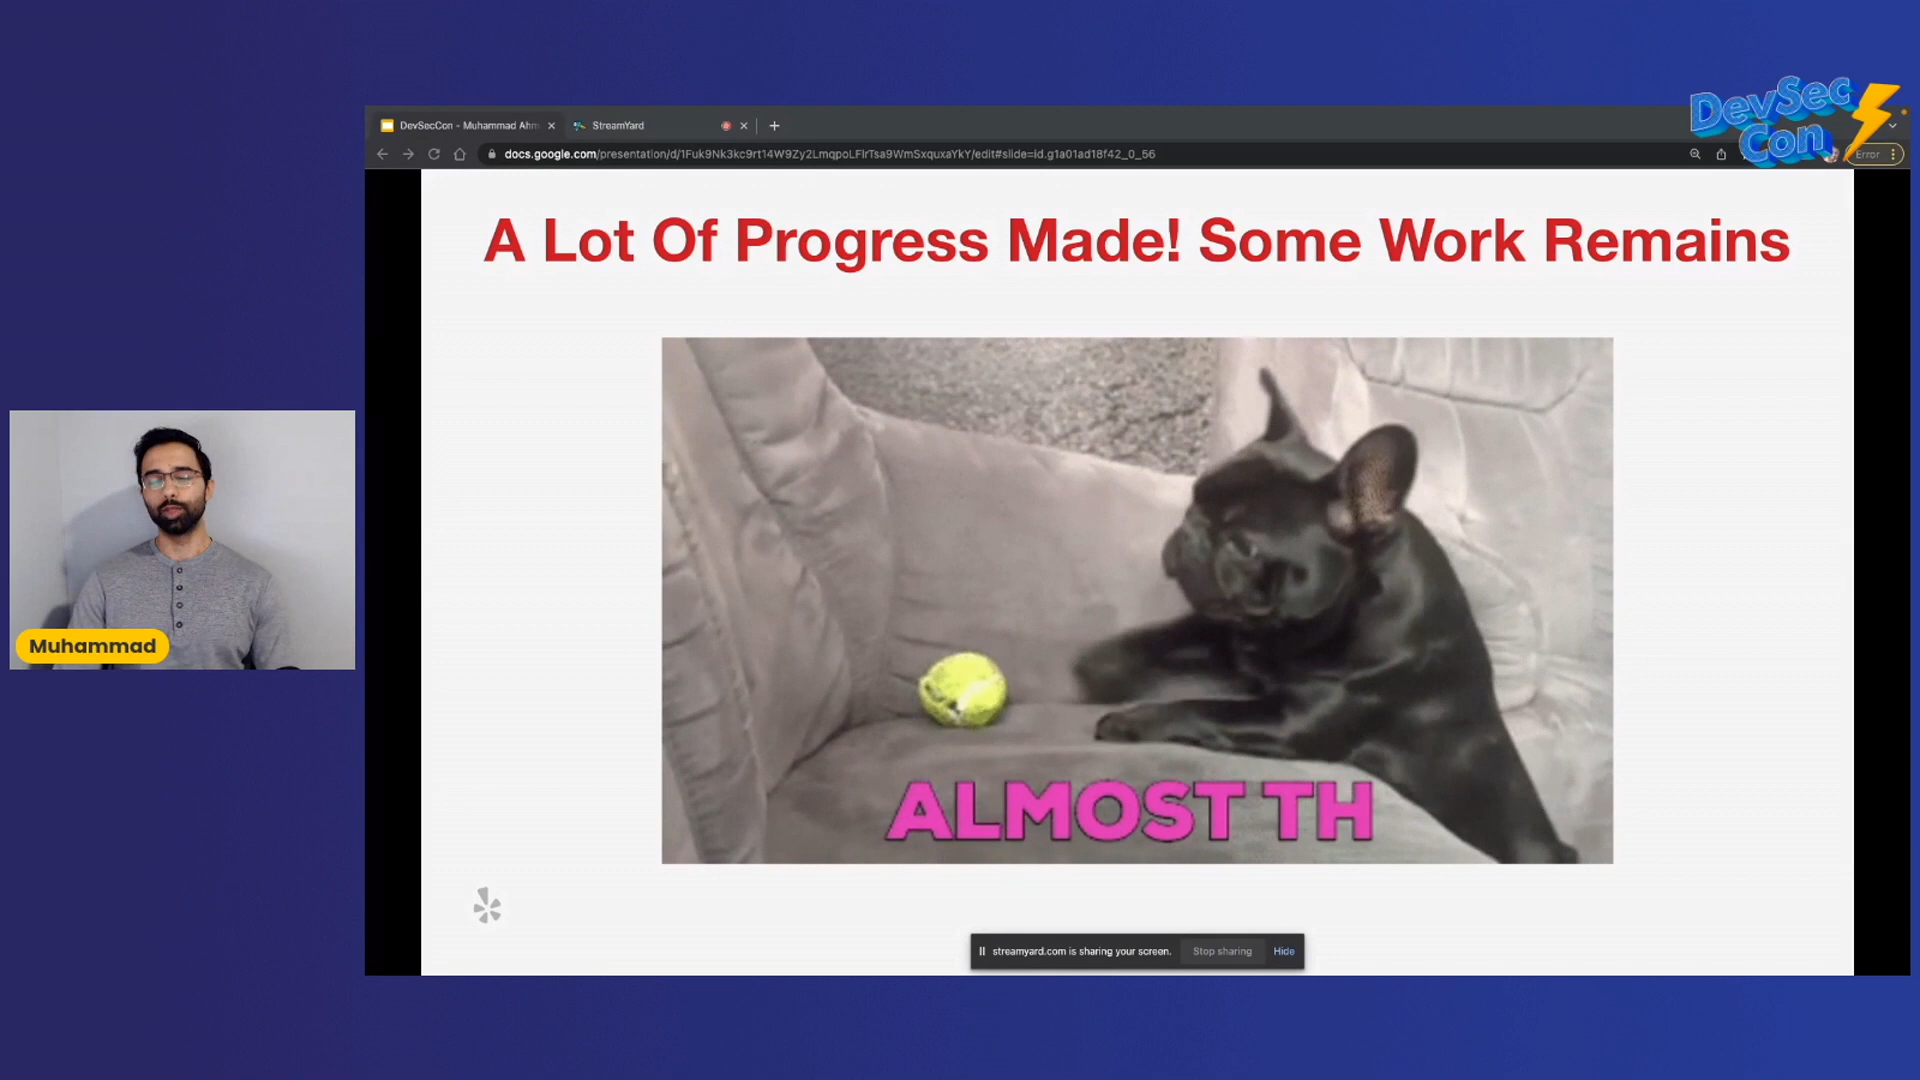 DevSec
Con
DevSecCon - Muhammad Ahm
StreamYard
docs.google.com/presentation/d/1Fuk9Nk3kc9rt14W9Zy2LmqpoLFIrTsa9WmSxquxaYkY/edit#slide=id.g1a01ad18f42_0_56
Error
A Lot Of Progress Made! Some Work Remains
ALMOST TH
Muhammad
streamyard.com is sharing your screen. Stop sharing Hide